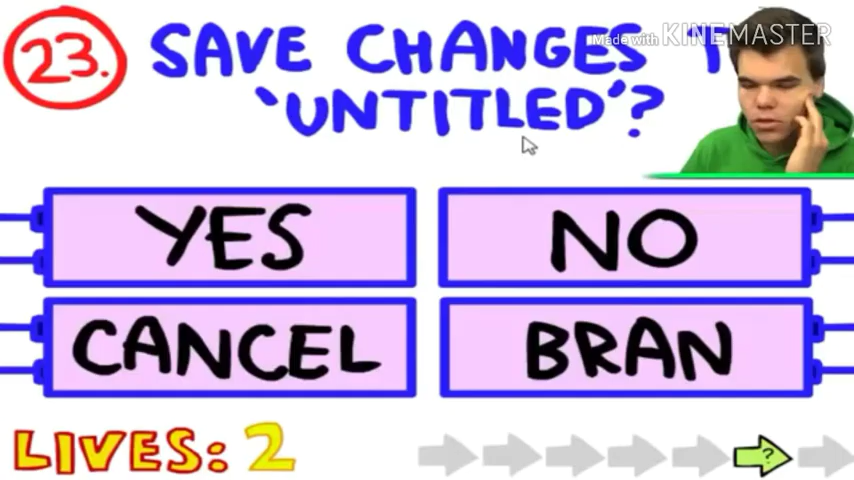 23.
SAVE CHANGES
'UNTITLED'?
Made with KINEMASTER
YES
NO
CANCEL
BRAN
LIVES: 2
?